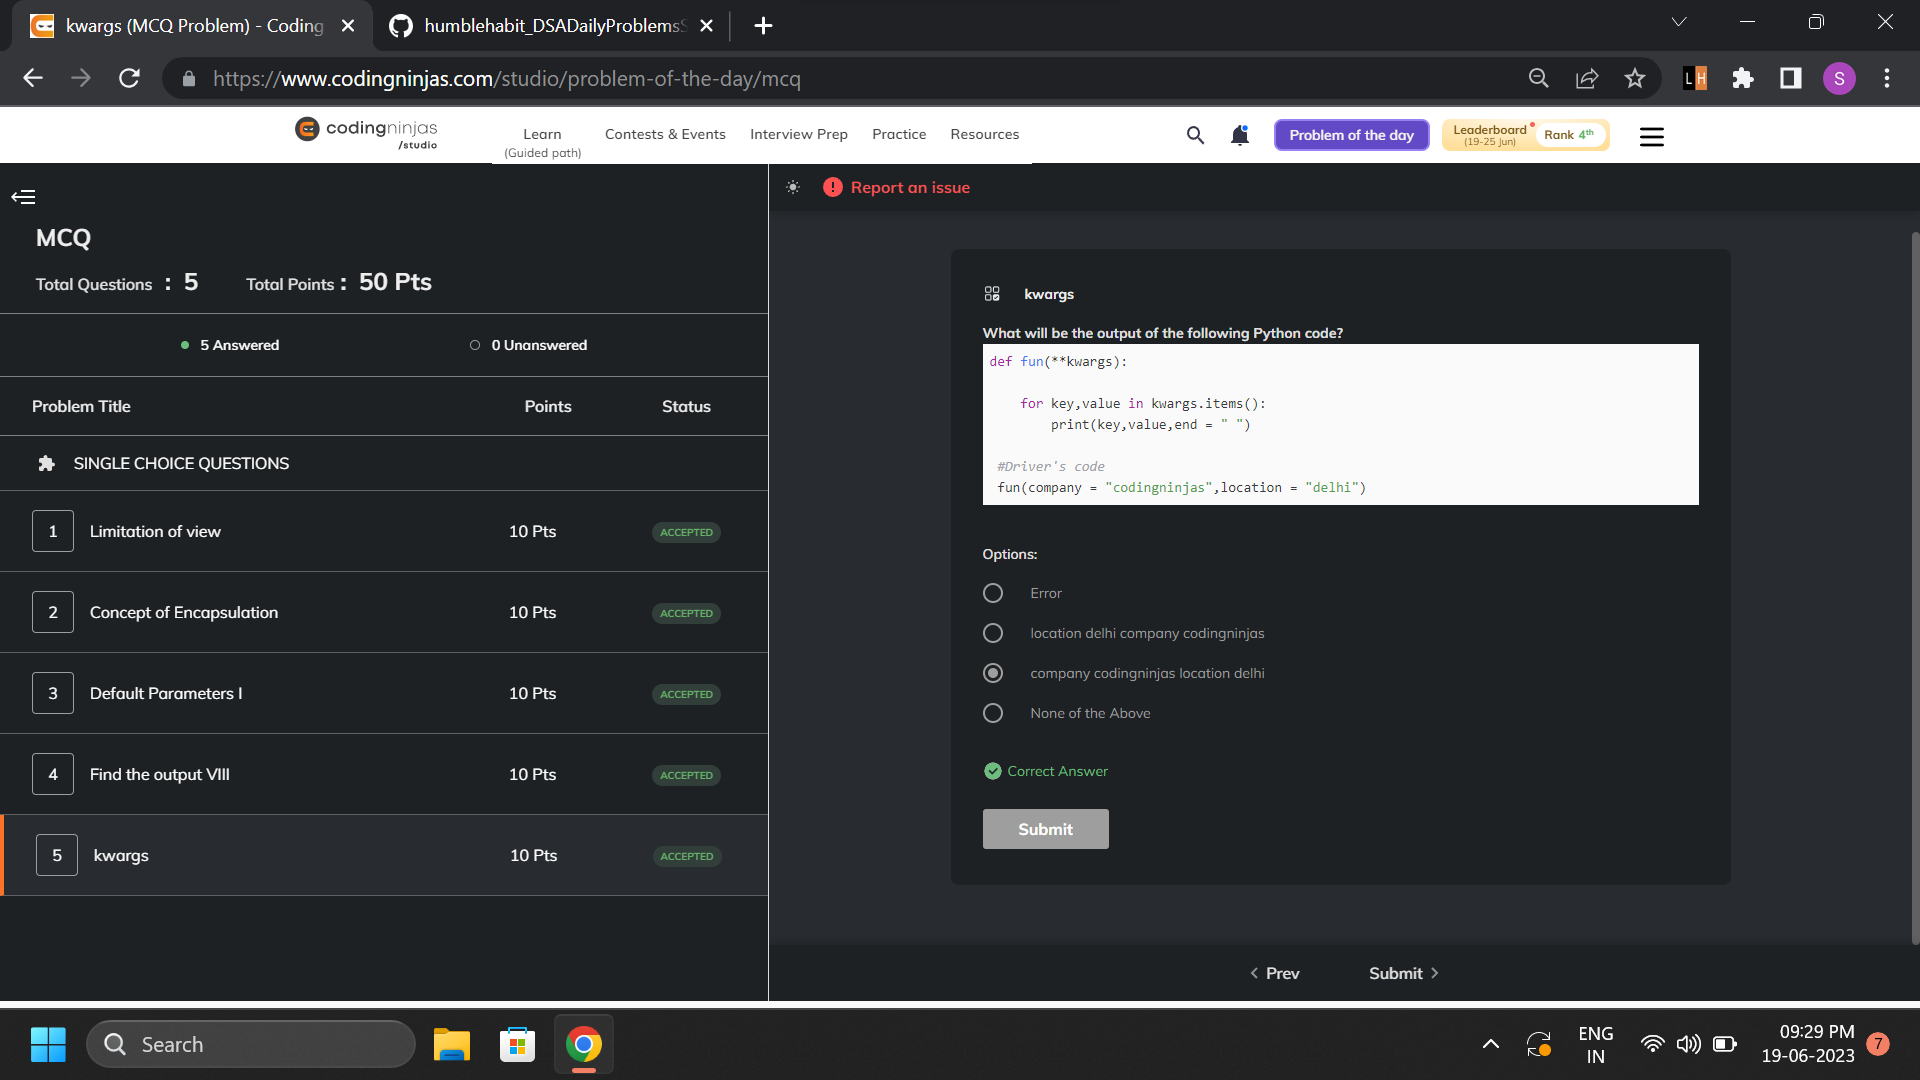 kwargs (MCQ Problem) - Coding
humblehabit_DSADailyProblemsS
https://www.codingninjas.com/studio/problem-of-the-day/mcq
LH
S
codingninjas
/studio
Learn
(Guided path)
Contests & Events
Interview Prep
Practice
Resources
Problem of the day
Leaderboard
(19-25 Jun)
Rank 4th
MCQ
Total Questions : 5
Total Points : 50 Pts
5 Answered
0 Unanswered
Problem Title
Points
Status
SINGLE CHOICE QUESTIONS
1 Limitation of view 10 Pts ACCEPTED
2 Concept of Encapsulation 10 Pts ACCEPTED
3 Default Parameters I 10 Pts ACCEPTED
4 Find the output VIII 10 Pts ACCEPTED
5 kwargs 10 Pts ACCEPTED
Report an issue
kwargs
What will be the output of the following Python code?
def fun(**kwargs):
for key,value in kwargs.items():
print(key,value,end = " ")
#Driver's code
fun(company = "codingninjas",location = "delhi")
Options:
Error
location delhi company codingninjas
company codingninjas location delhi
None of the Above
Correct Answer
Submit
Prev
Submit
Search
ENG
IN
09:29 PM
19-06-2023
7